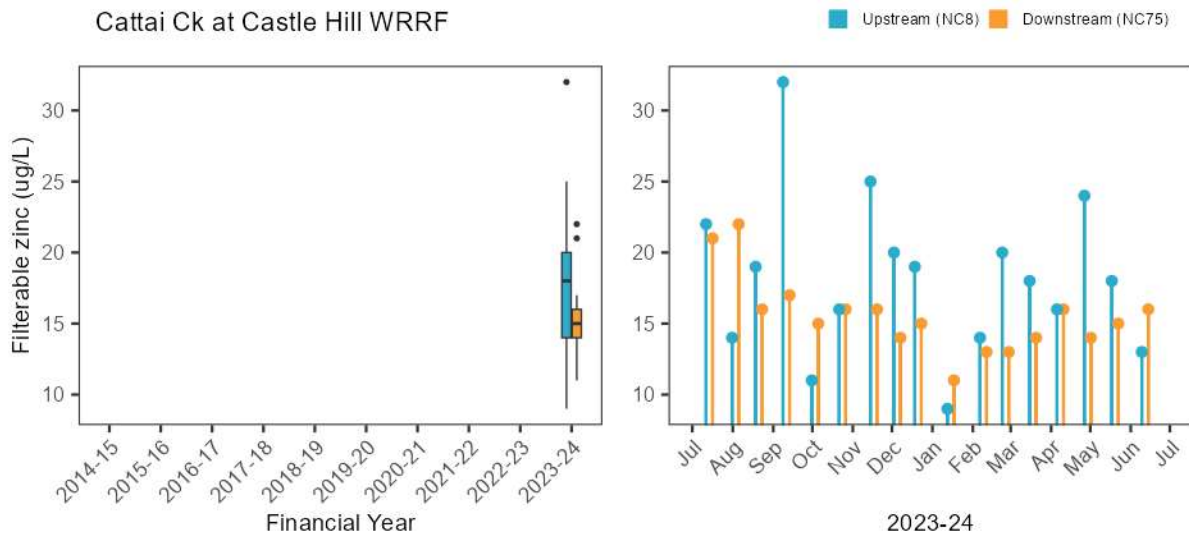 Cattai Ck at Castle Hill WRRF
Upstream (NC8) Downstream (NC75)
Filterable zinc (ug/L)
30
25
20
15
10
2014-15 2015-16 2016-17 2017-18 2018-19 2019-20 2020-21 2021-22 2022-23 2023-24
Financial Year
30
25
20
15
10
Jul Aug Sep Oct Nov Dec Jan Feb Mar Apr May Jun Jul
2023-24